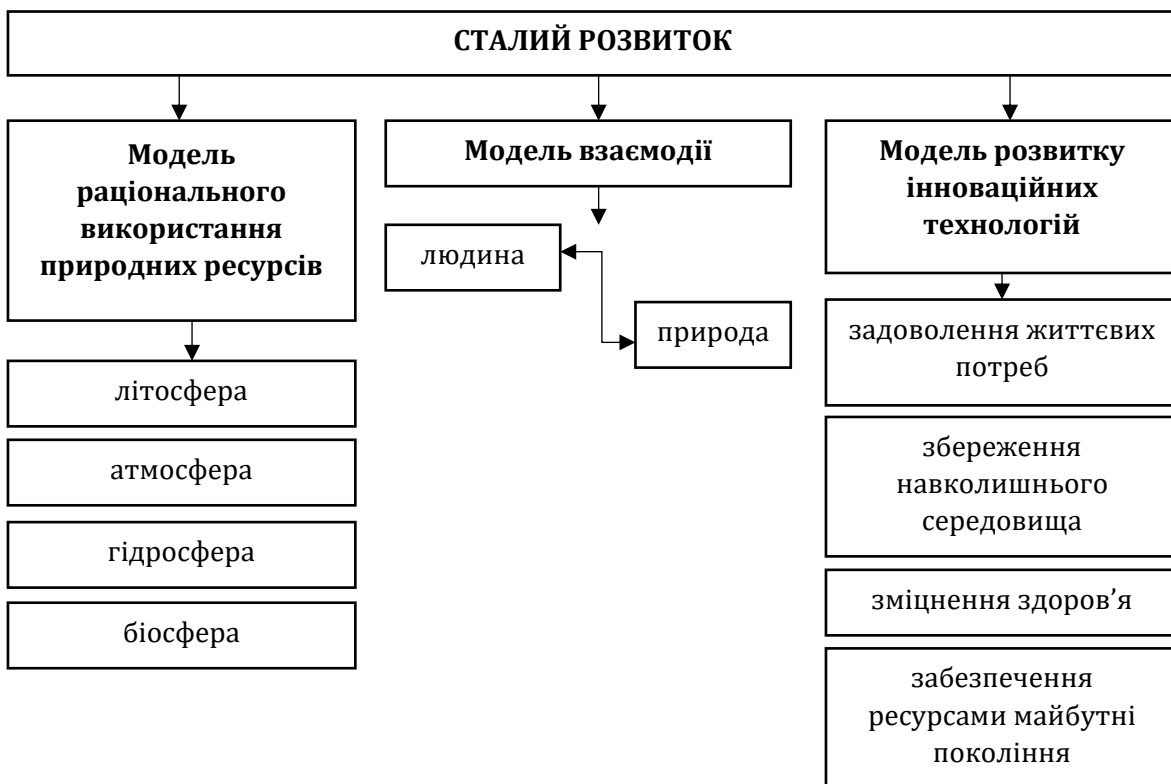 СТАЛИЙ РОЗВИТОК
Модель
раціонального
використання
природних ресурсів
літосфера
атмосфера
гідросфера
біосфера
Модель взаємодії
людина
природа
Модель розвитку
інноваційних
технологій
задоволення життєвих
потреб
збереження
навколишнього
середовища
зміцнення здоров’я
забезпечення
ресурсами майбутні
покоління